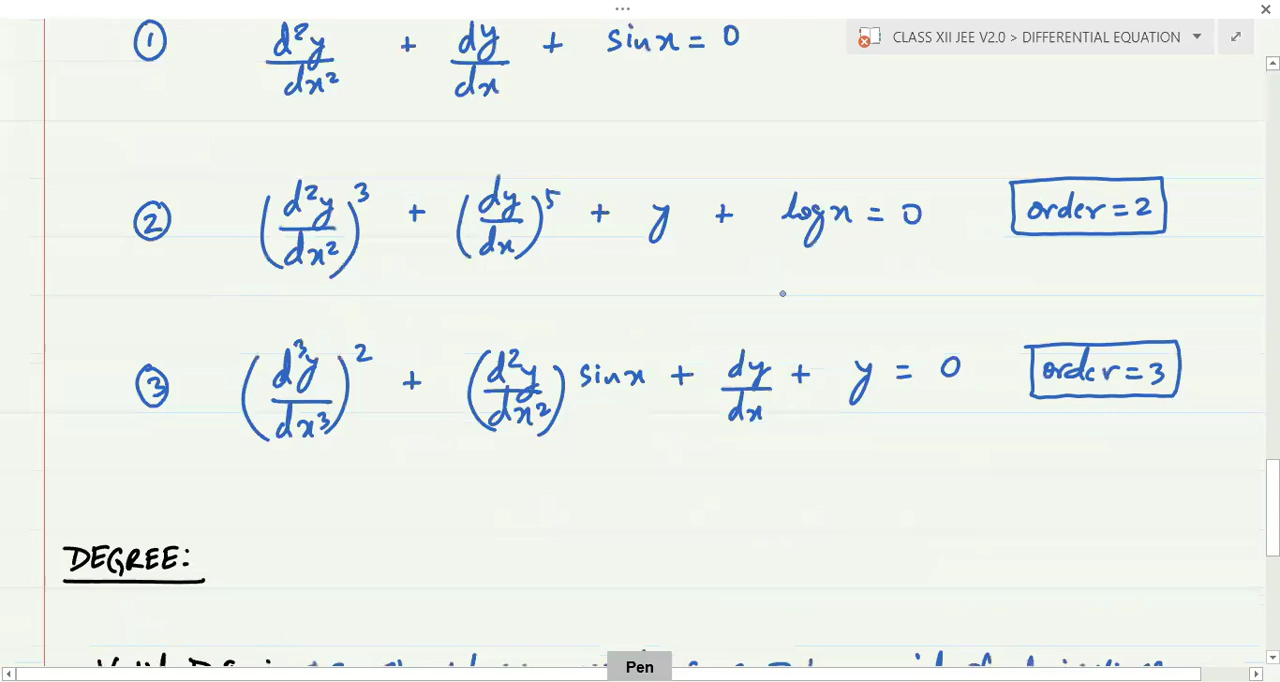 ...
CLASS XII JEE V2.0 > DIFFERENTIAL EQUATION
① d²y/dx² + dy/dx + sinx = 0
② (d²y/dx²)³ + (dy/dx)⁵ + y + logx = 0 order = 2
③ (d³y/dx³)² + (d²y/dx²) sinx + dy/dx + y = 0 order = 3
DEGREE:
Pen